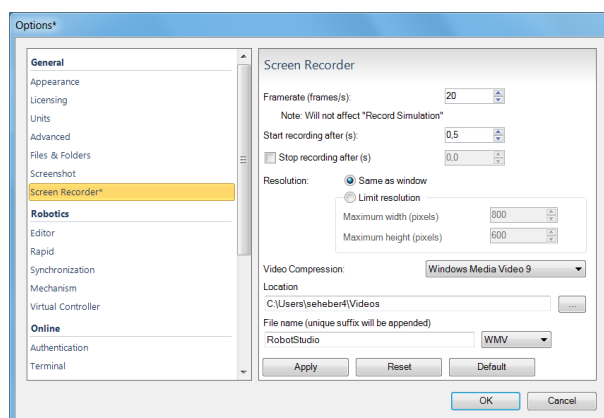 Options*
General
Appearance
Licensing
Units
Advanced
Files & Folders
Screenshot
Screen Recorder*
Robotics
Editor
Rapid
Synchronization
Mechanism
Virtual Controller
Online
Authentication
Terminal
Screen Recorder
Framerate (frames/s): 20
Note: Will not affect "Record Simulation"
Start recording after (s): 0,5
Stop recording after (s) 0,0
Resolution: Same as window
Limit resolution
Maximum width (pixels) 800
Maximum height (pixels) 600
Video Compression: Windows Media Video 9
Location
C:\Users\seheber4\Videos ...
File name (unique suffix will be appended)
RobotStudio WMV
Apply Reset Default
OK Cancel